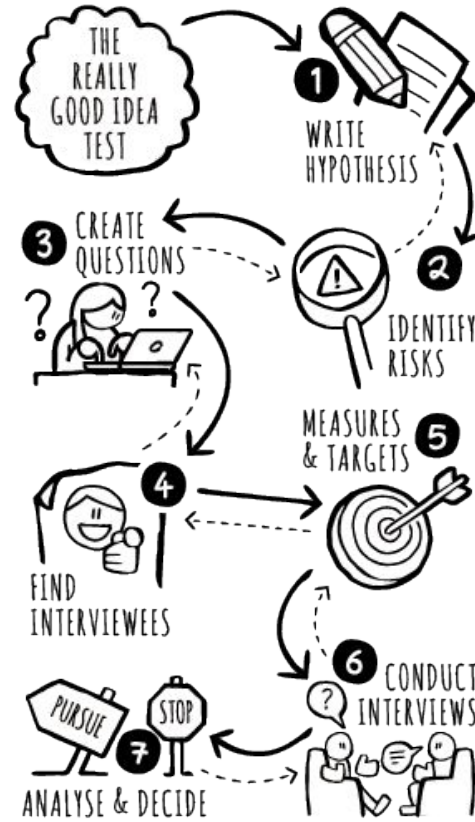 THE
REALLY
GOOD IDEA
TEST
1
WRITE
HYPOTHESIS
2
IDENTIFY
RISKS
3
CREATE
QUESTIONS
?
?
!
4
FIND
INTERVIEWEES
MEASURES
& TARGETS
5
6
CONDUCT
INTERVIEWS
?
PURSUE
STOP
7
ANALYSE & DECIDE